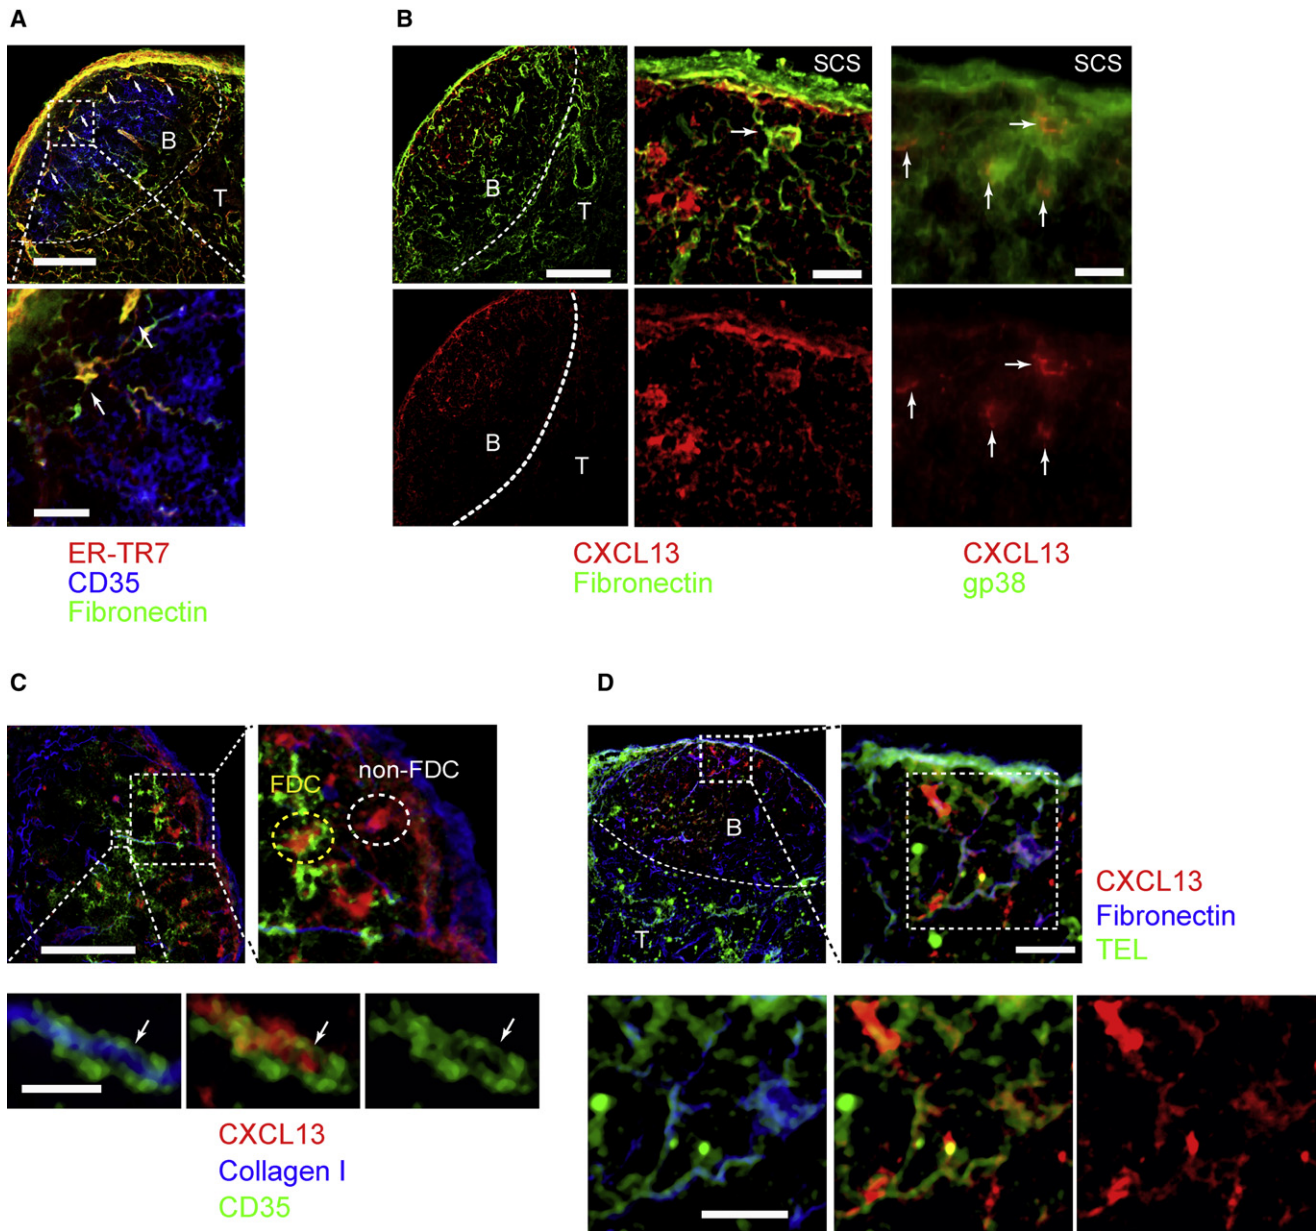 A
B
T
ER-TR7
CD35
Fibronectin
B
B
T
SCS
SCS
B
T
CXCL13
Fibronectin
CXCL13
gp38
C
FDC
non-FDC
CXCL13
Collagen I
CD35
D
B
T
CXCL13
Fibronectin
TEL